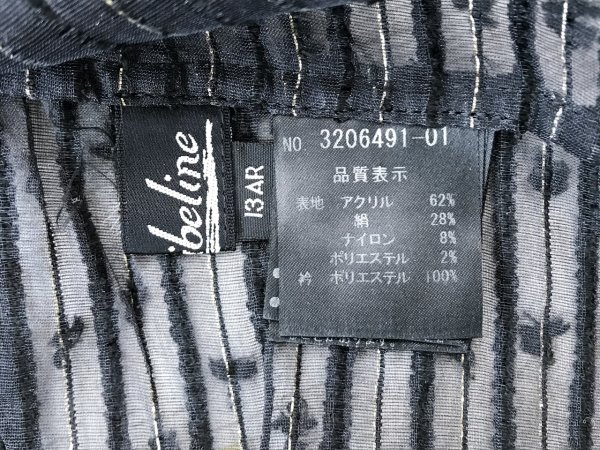 ibeline
13AR
NO 3206491-01
品質表示
表地 アクリル 62%
絹 28%
ナイロン 8%
ポリエステル 2%
衿 ポリエステル 100%